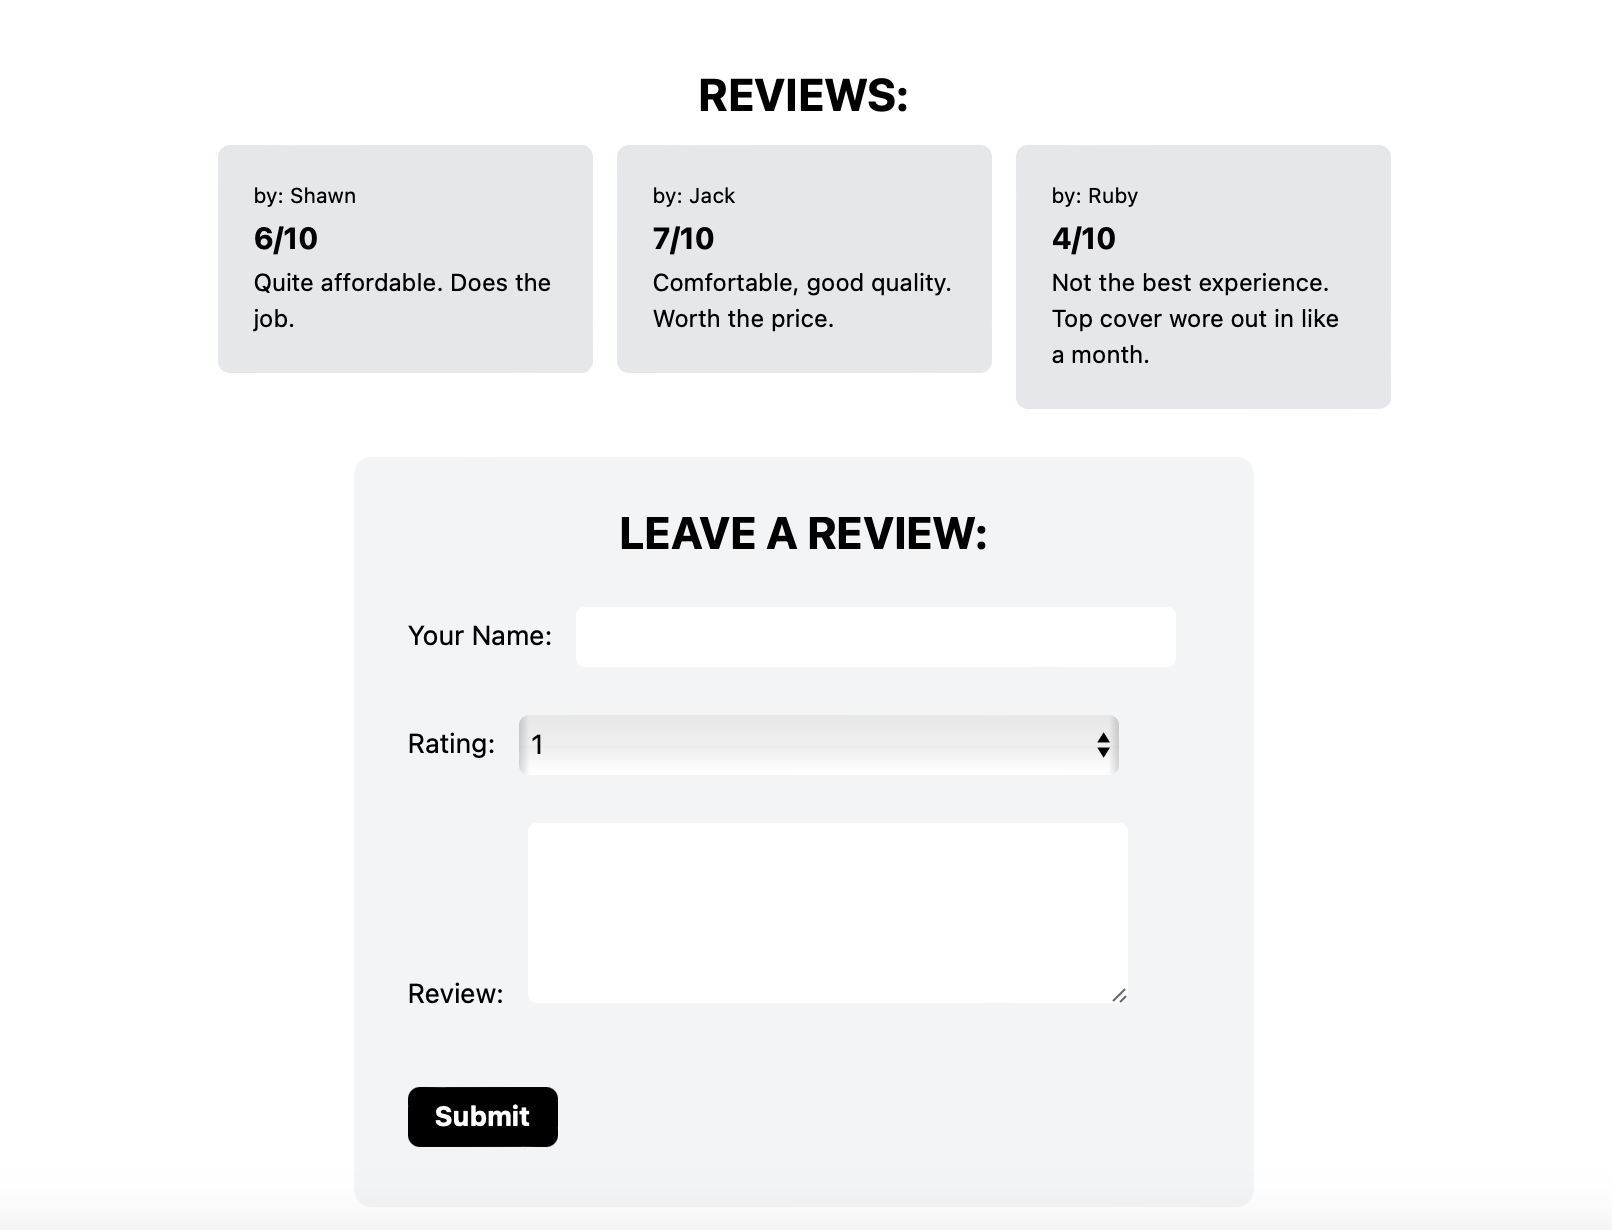 REVIEWS:
by: Shawn
6/10
Quite affordable. Does the
job.
by: Jack
7/10
Comfortable, good quality.
Worth the price.
by: Ruby
4/10
Not the best experience.
Top cover wore out in like
a month.
LEAVE A REVIEW:
Your Name:
Rating:
1
Review:
Submit